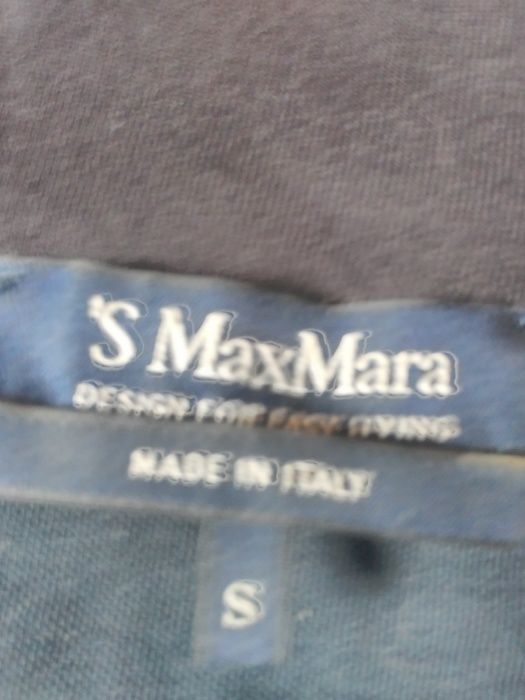 'S MaxMara
DESIGN FOR EASY LIVING
MADE IN ITALY
S